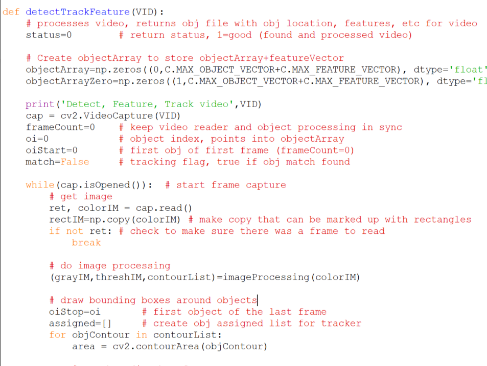 def detectTrackFeature(VID):
# processes video, returns obj file with obj location, features, etc for video
status=0 # return status, 1=good (found and processed video)
# Create objectArray to store objectArray+featureVector
objectArray=np.zeros((0,C.MAX_OBJECT_VECTOR+C.MAX_FEATURE_VECTOR), dtype='float'
objectArrayZero=np.zeros((1,C.MAX_OBJECT_VECTOR+C.MAX_FEATURE_VECTOR), dtype='fl
print('Detect, Feature, Track video',VID)
cap = cv2.VideoCapture(VID)
frameCount=0 # keep video reader and object processing in sync
oi=0 # object index, points into objectArray
oiStart=0 # first obj of first frame (frameCount=0)
match=False # tracking flag, true if obj match found
while(cap.isOpened()): # start frame capture
# get image
ret, colorIM = cap.read()
rectIM=np.copy(colorIM) # make copy that can be marked up with rectangles
if not ret: # check to make sure there was a frame to read
break
# do image processing
(grayIM,threshIM,contourList)=imageProcessing(colorIM)
# draw bounding boxes around objects
oiStop=oi # first object of the last frame
assigned=[] # create obj assigned list for tracker
for objContour in contourList:
area = cv2.contourArea(objContour)